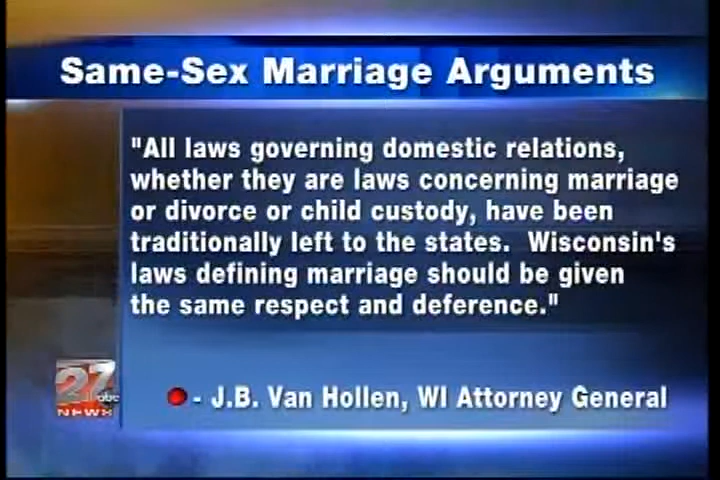 Same-Sex Marriage Arguments
"All laws governing domestic relations,
whether they are laws concerning marriage
or divorce or child custody, have been
traditionally left to the states.  Wisconsin's
laws defining marriage should be given
the same respect and deference."
- J.B. Van Hollen, WI Attorney General
27
abc
NEWS